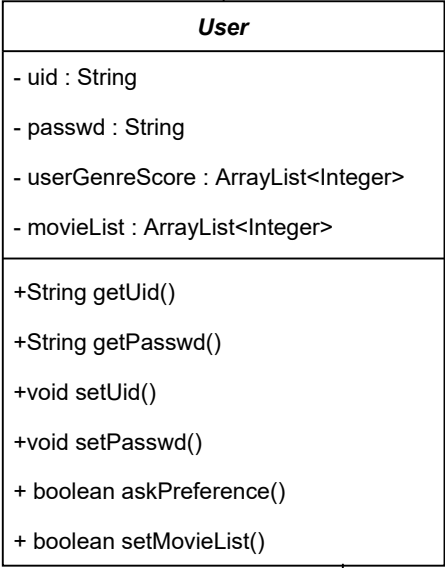 User
- uid : String
- passwd : String
- userGenreScore : ArrayList<Integer>
- movieList : ArrayList<Integer>
+String getUid()
+String getPasswd()
+void setUid()
+void setPasswd()
+ boolean askPreference()
+ boolean setMovieList()